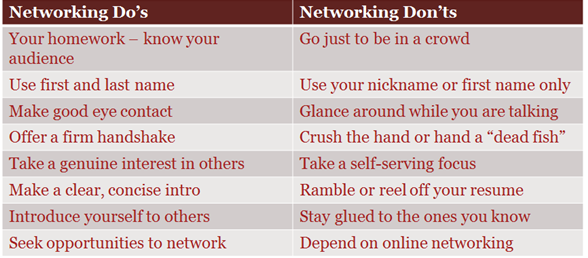 Networking Do's Networking Don'ts
Your homework – know your Go just to be in a crowd
audience
Use first and last name Use your nickname or first name only
Make good eye contact Glance around while you are talking
Offer a firm handshake Crush the hand or hand a “dead fish”
Take a genuine interest in others Take a self-serving focus
Make a clear, concise intro Ramble or reel off your resume
Introduce yourself to others Stay glued to the ones you know
Seek opportunities to network Depend on online networking